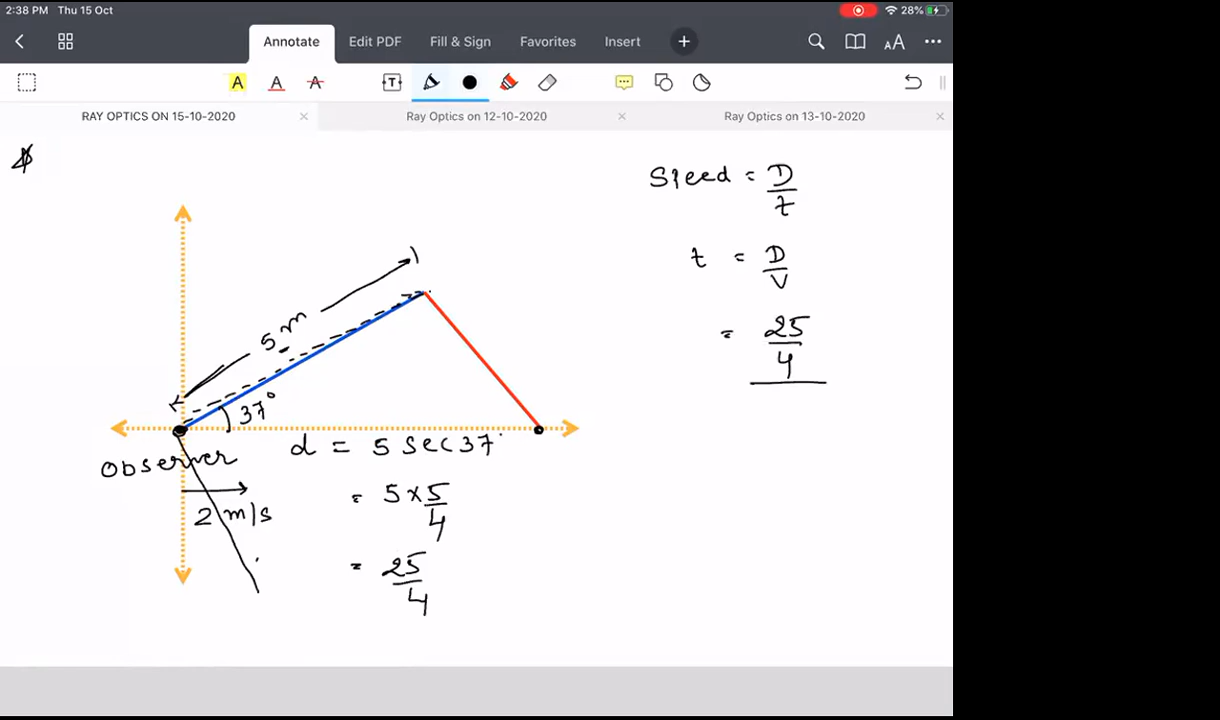 2:38 PM Thu 15 Oct
28%
Annotate Edit PDF Fill & Sign Favorites Insert +
AA
A A A T
RAY OPTICS ON 15-10-2020 Ray Optics on 12-10-2020 Ray Optics on 13-10-2020
Speed = D/t
t = D/V
= 25/4
5 m
37°
Observer
2 m/s
d = 5 sec 37°
= 5 × 5/4
= 25/4